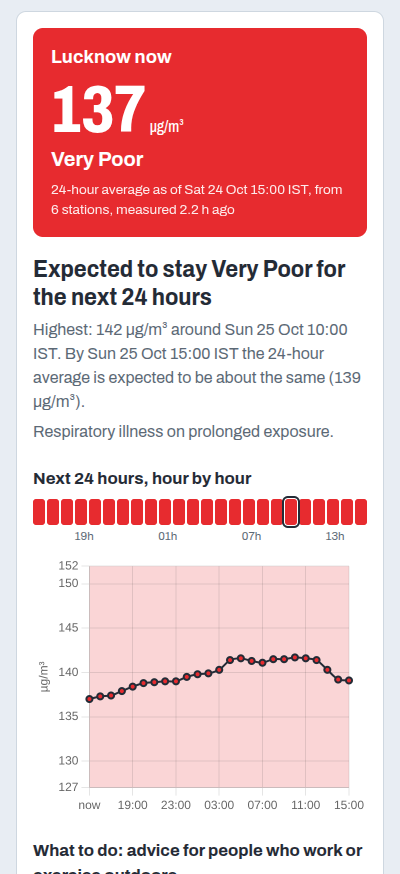 Lucknow now
137 µg/m³
Very Poor
24-hour average as of Sat 24 Oct 15:00 IST, from
6 stations, measured 2.2 h ago
Expected to stay Very Poor for
the next 24 hours
Highest: 142 µg/m³ around Sun 25 Oct 10:00
IST. By Sun 25 Oct 15:00 IST the 24-hour
average is expected to be about the same (139
µg/m³).
Respiratory illness on prolonged exposure.
Next 24 hours, hour by hour
19h 01h 07h 13h
152
150
145
140
135
130
127
µg/m³
now 19:00 23:00 03:00 07:00 11:00 15:00
What to do: advice for people who work or
exercise outdoors